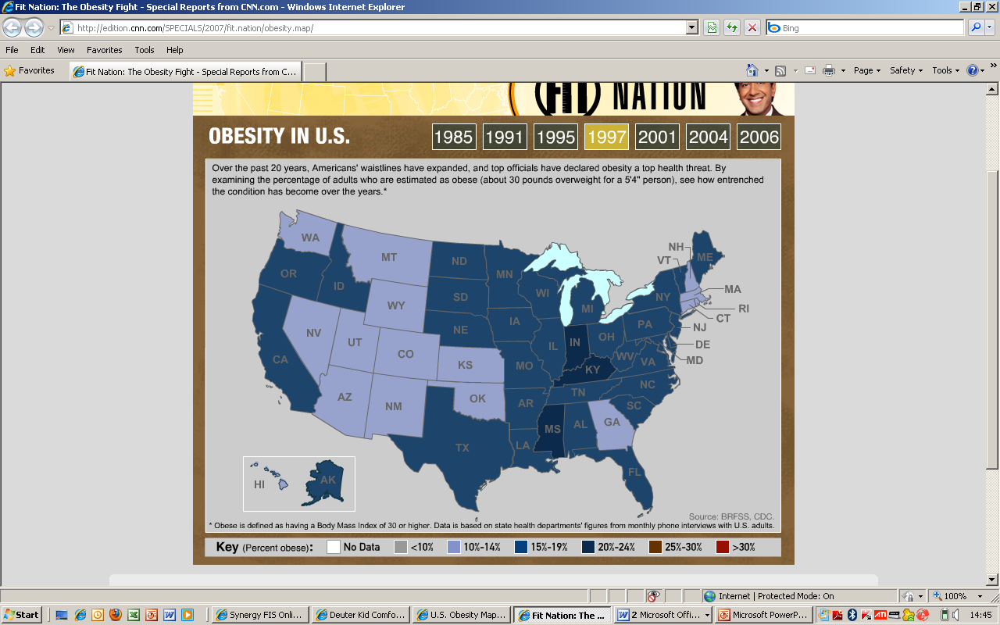 Fit Nation: The Obesity Fight - Special Reports from CNN.com - Windows Internet Explorer
http://edition.cnn.com/SPECIALS/2007/fit.nation/obesity.map/
Bing
File Edit View Favorites Tools Help
Favorites
Fit Nation: The Obesity Fight - Special Reports from C...
Page Safety Tools
FIT NATION
OBESITY IN U.S.
1985 1991 1995 1997 2001 2004 2006
Over the past 20 years, Americans' waistlines have expanded, and top officials have declared obesity a top health threat. By
examining the percentage of adults who are estimated as obese (about 30 pounds overweight for a 5'4" person), see how entrenched
the condition has become over the years.*
WA
MT
ND
MN
NH
VT
ME
OR
ID
WY
SD
WI
MI
NY
MA
RI
CT
NV
UT
CO
NE
IA
IL
IN
OH
PA
NJ
DE
MD
CA
KS
MO
KY
WV
VA
AZ
NM
OK
AR
TN
NC
SC
TX
LA
MS
AL
GA
FL
HI
AK
Source: BRFSS, CDC.
* Obese is defined as having a Body Mass Index of 30 or higher. Data is based on state health departments' figures from monthly phone interviews with U.S. adults.
Key (Percent obese): No Data <10% 10%-14% 15%-19% 20%-24% 25%-30% >30%
Internet | Protected Mode: On
100%
Start
Synergy FIS Onli...
Deuter Kid Comfo...
U.S. Obesity Map...
Fit Nation: The ...
2 Microsoft Offi...
Microsoft PowerP...
14:45